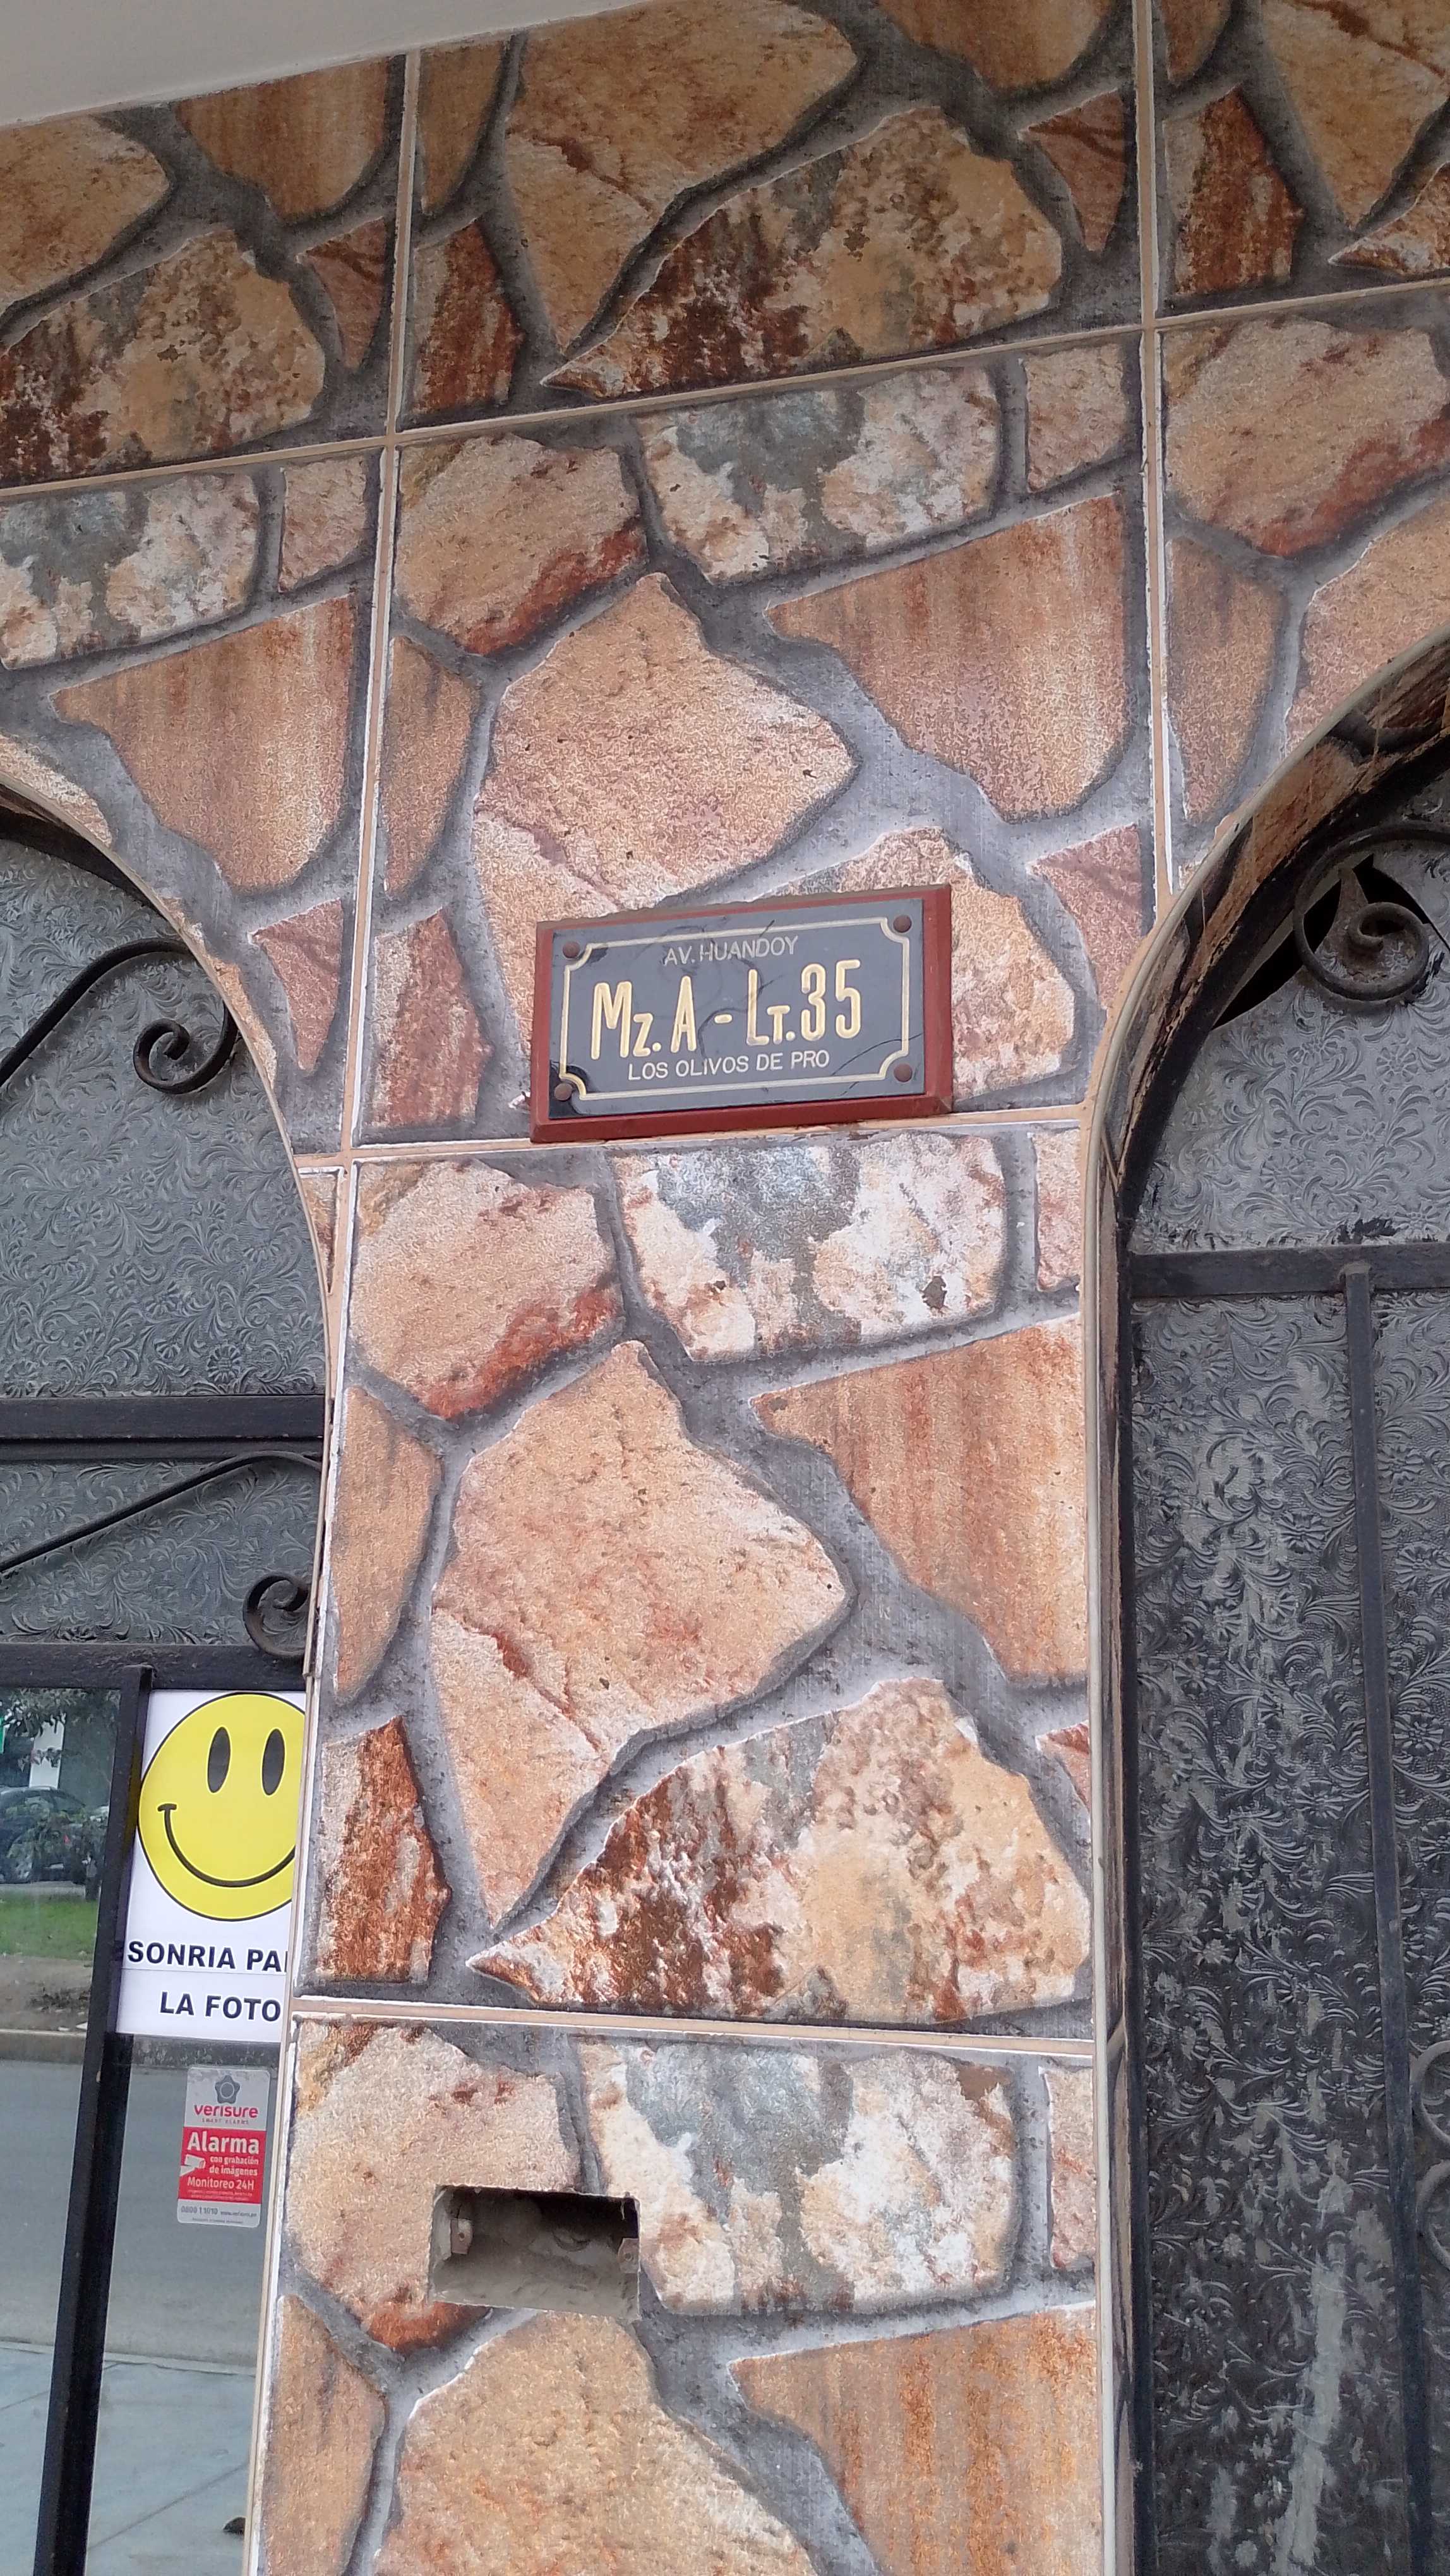 AV. HUANDOY
Mz. A - LT. 35
LOS OLIVOS DE PRO
SONRIA PA
LA FOTO
verisure
Alarma
con grabación
de imágenes
Monitoreo 24H